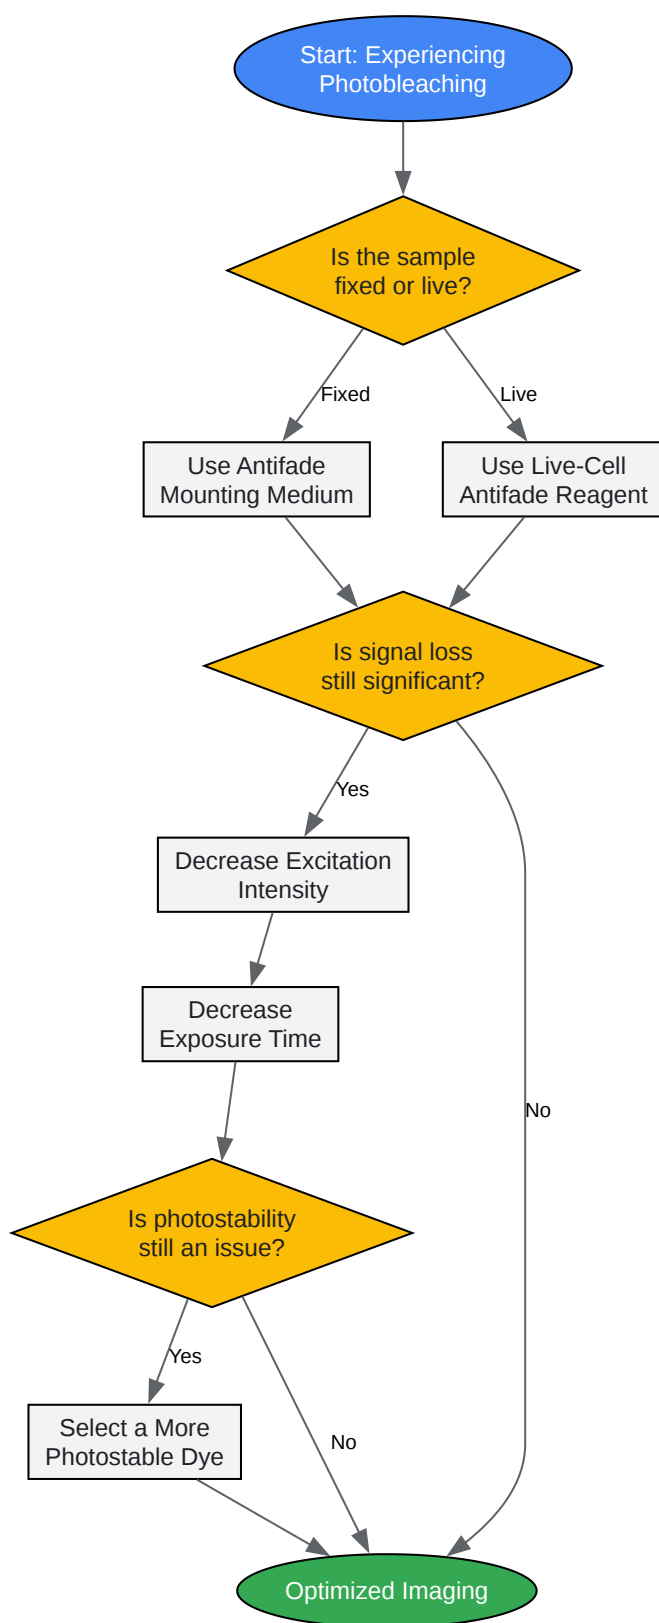 Start: Experiencing
Photobleaching
Is the sample
fixed or live?
Fixed
Live
Use Antifade
Mounting Medium
Use Live-Cell
Antifade Reagent
Is signal loss
still significant?
Yes
Decrease Excitation
Intensity
Decrease
Exposure Time
No
Is photostability
still an issue?
Yes
Select a More
Photostable Dye
No
Optimized Imaging